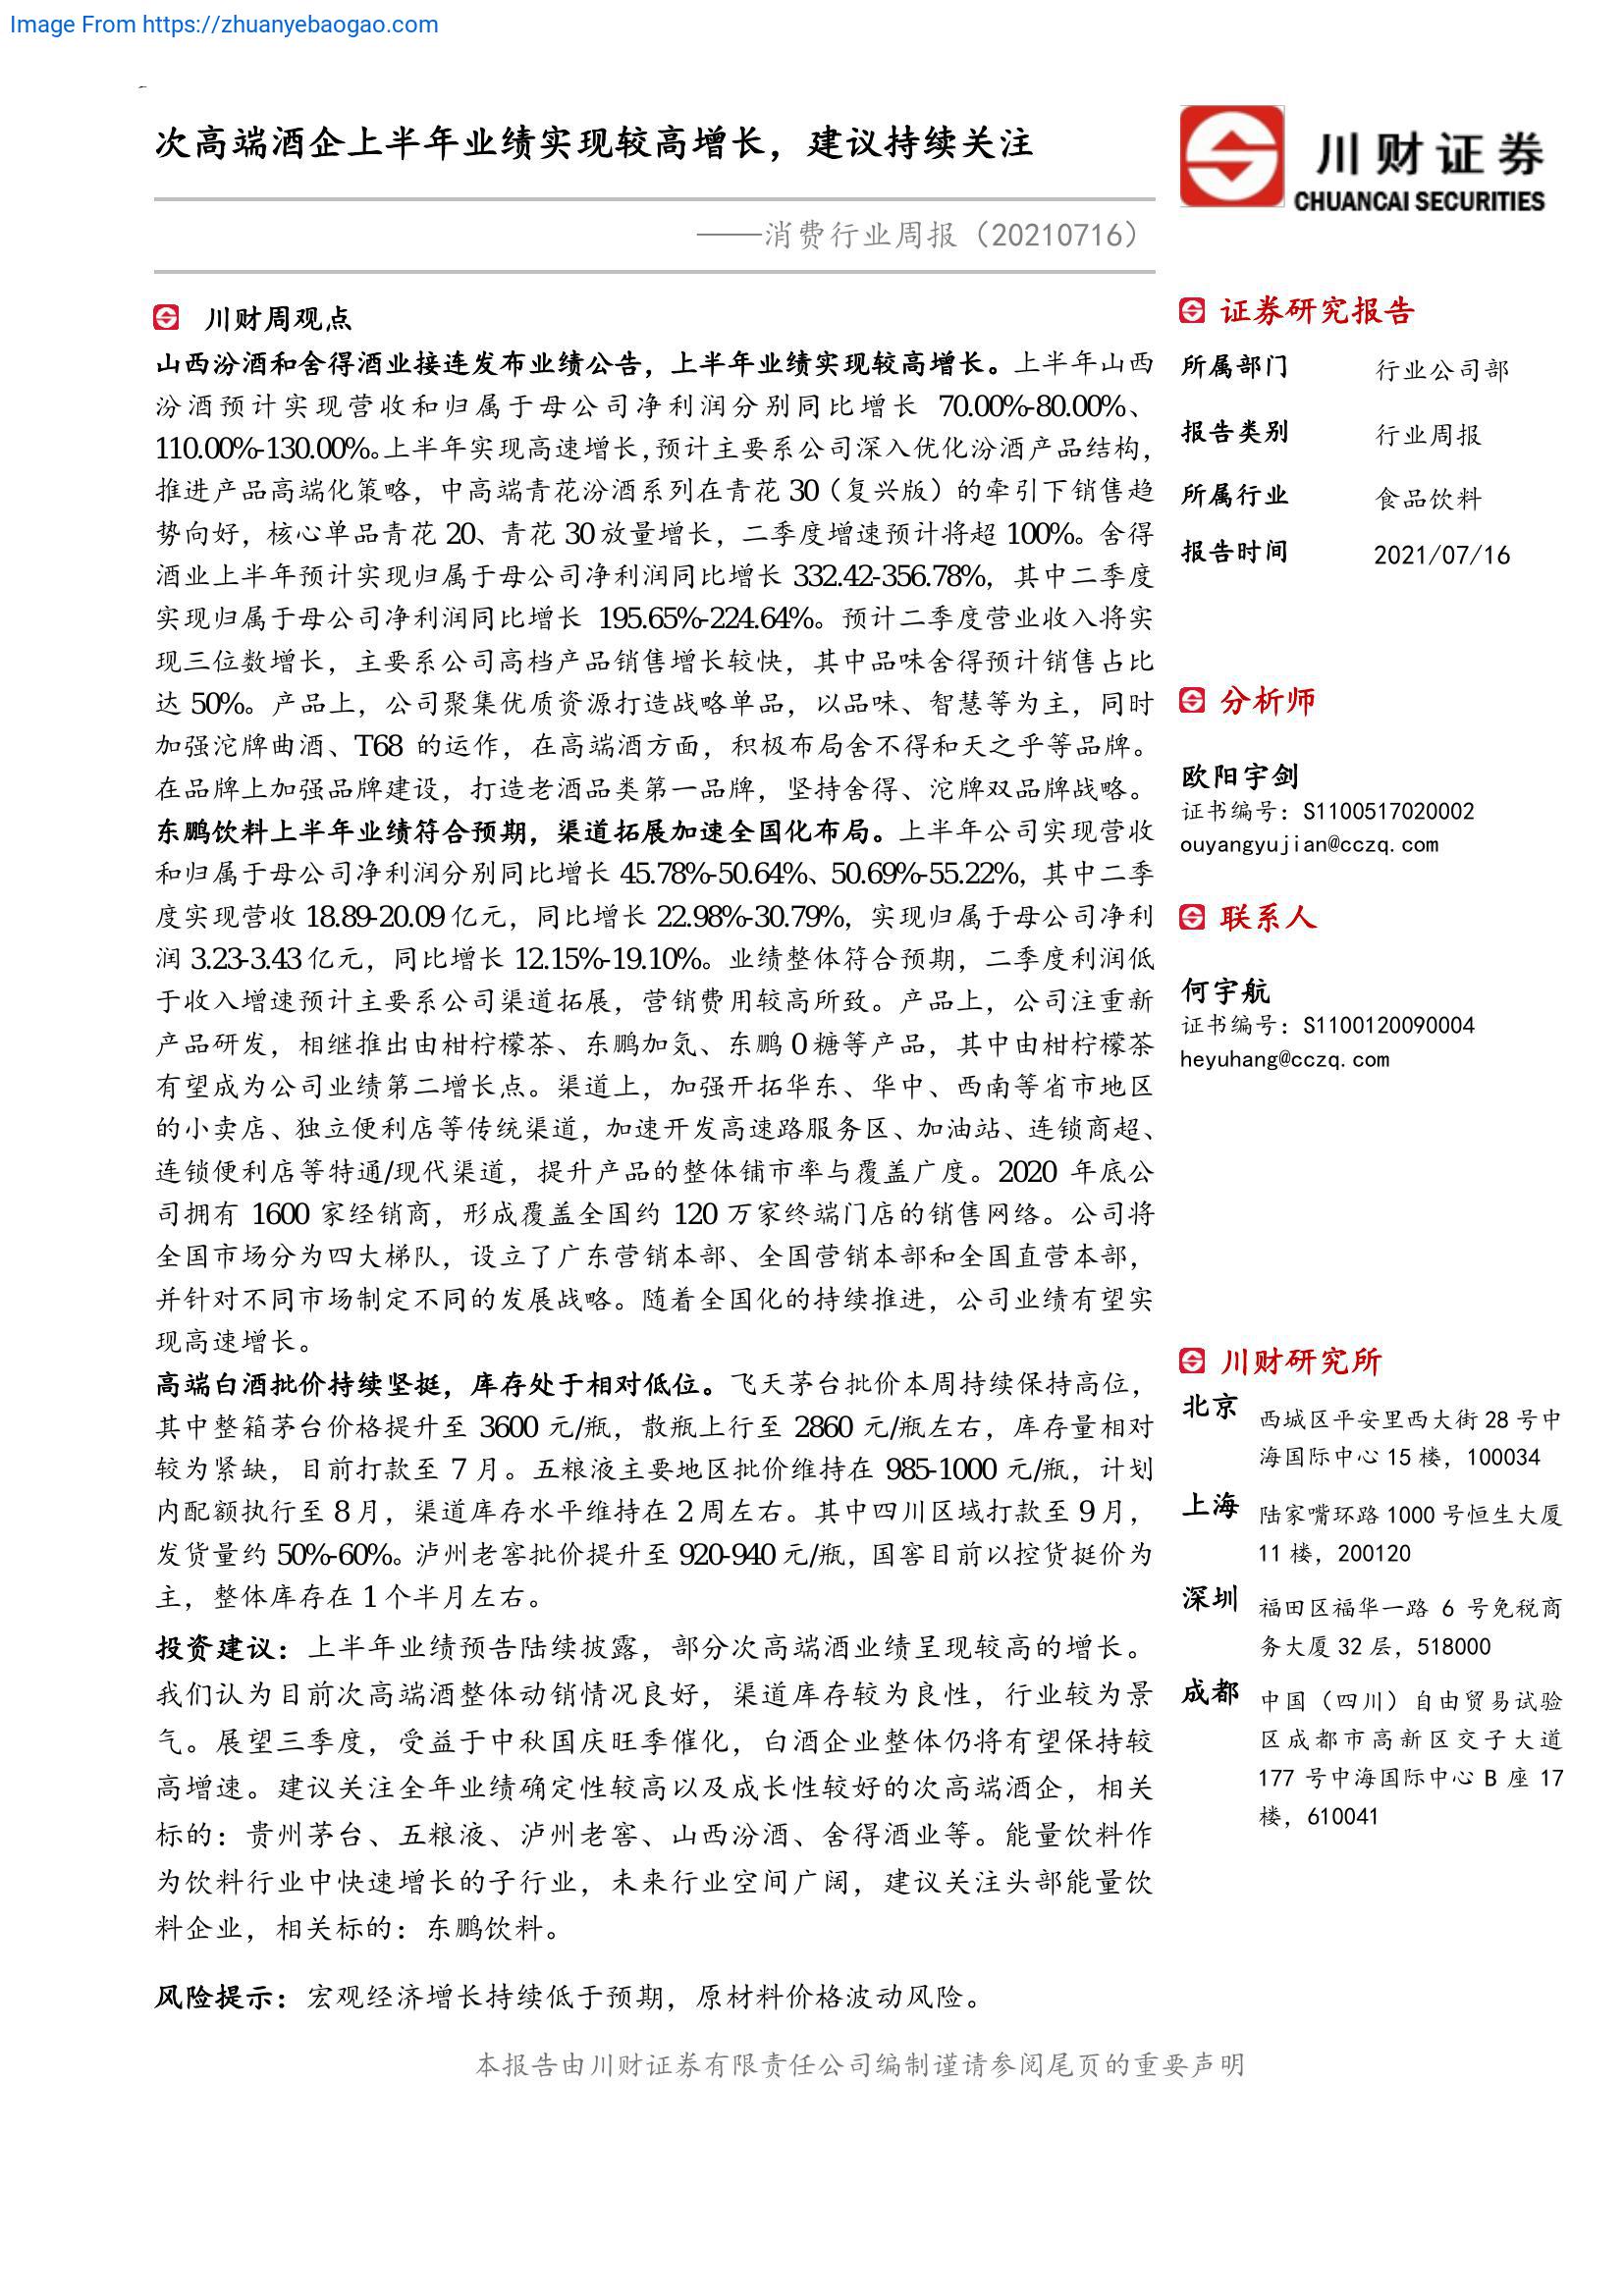 Image From https://zhuanyebaogao.com
次高端酒企上半年业绩实现较高增长，建议持续关注
——消费行业周报（20210716）
川财证券
CHUANCAI SECURITIES
川财周观点
山西汾酒和舍得酒业接连发布业绩公告，上半年业绩实现较高增长。上半年山西
汾酒预计实现营收和归属于母公司净利润分别同比增长 70.00%-80.00%、
110.00%-130.00%。上半年实现高速增长，预计主要系公司深入优化汾酒产品结构，
推进产品高端化策略，中高端青花汾酒系列在青花 30（复兴版）的牵引下销售趋
势向好，核心单品青花 20、青花 30 放量增长，二季度增速预计将超 100%。舍得
酒业上半年预计实现归属于母公司净利润同比增长 332.42-356.78%，其中二季度
实现归属于母公司净利润同比增长 195.65%-224.64%。预计二季度营业收入将实
现三位数增长，主要系公司高档产品销售增长较快，其中品味舍得预计销售占比
达 50%。产品上，公司聚集优质资源打造战略单品，以品味、智慧等为主，同时
加强沱牌曲酒、T68 的运作，在高端酒方面，积极布局舍不得和天之乎等品牌。
在品牌上加强品牌建设，打造老酒品类第一品牌，坚持舍得、沱牌双品牌战略。
东鹏饮料上半年业绩符合预期，渠道拓展加速全国化布局。上半年公司实现营收
和归属于母公司净利润分别同比增长 45.78%-50.64%、50.69%-55.22%，其中二季
度实现营收 18.89-20.09 亿元，同比增长 22.98%-30.79%，实现归属于母公司净利
润 3.23-3.43 亿元，同比增长 12.15%-19.10%。业绩整体符合预期，二季度利润低
于收入增速预计主要系公司渠道拓展，营销费用较高所致。产品上，公司注重新
产品研发，相继推出由柑柠檬茶、东鹏加気、东鹏 0 糖等产品，其中由柑柠檬茶
有望成为公司业绩第二增长点。渠道上，加强开拓华东、华中、西南等省市地区
的小卖店、独立便利店等传统渠道，加速开发高速路服务区、加油站、连锁商超、
连锁便利店等特通/现代渠道，提升产品的整体铺市率与覆盖广度。2020 年底公
司拥有 1600 家经销商，形成覆盖全国约 120 万家终端门店的销售网络。公司将
全国市场分为四大梯队，设立了广东营销本部、全国营销本部和全国直营本部，
并针对不同市场制定不同的发展战略。随着全国化的持续推进，公司业绩有望实
现高速增长。
高端白酒批价持续坚挺，库存处于相对低位。飞天茅台批价本周持续保持高位，
其中整箱茅台价格提升至 3600 元/瓶，散瓶上行至 2860 元/瓶左右，库存量相对
较为紧缺，目前打款至 7 月。五粮液主要地区批价维持在 985-1000 元/瓶，计划
内配额执行至 8 月，渠道库存水平维持在 2 周左右。其中四川区域打款至 9 月，
发货量约 50%-60%。泸州老窖批价提升至 920-940 元/瓶，国窖目前以控货挺价为
主，整体库存在 1 个半月左右。
投资建议：上半年业绩预告陆续披露，部分次高端酒业绩呈现较高的增长。
我们认为目前次高端酒整体动销情况良好，渠道库存较为良性，行业较为景
气。展望三季度，受益于中秋国庆旺季催化，白酒企业整体仍将有望保持较
高增速。建议关注全年业绩确定性较高以及成长性较好的次高端酒企，相关
标的：贵州茅台、五粮液、泸州老窖、山西汾酒、舍得酒业等。能量饮料作
为饮料行业中快速增长的子行业，未来行业空间广阔，建议关注头部能量饮
料企业，相关标的：东鹏饮料。
风险提示：宏观经济增长持续低于预期，原材料价格波动风险。
证券研究报告
所属部门 行业公司部
报告类别 行业周报
所属行业 食品饮料
报告时间 2021/07/16
分析师
欧阳宇剑
证书编号：S1100517020002
ouyangyujian@cczq.com
联系人
何宇航
证书编号：S1100120090004
heyuhang@cczq.com
川财研究所
北京 西城区平安里西大街 28 号中
海国际中心 15 楼，100034
上海 陆家嘴环路 1000 号恒生大厦
11 楼，200120
深圳 福田区福华一路 6 号免税商
务大厦 32 层，518000
成都 中国（四川）自由贸易试验
区成都市高新区交子大道
177 号中海国际中心 B 座 17
楼，610041
本报告由川财证券有限责任公司编制谨请参阅尾页的重要声明